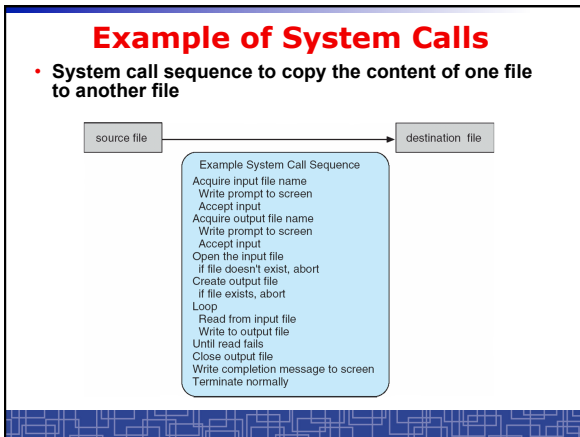 Example of System Calls
• System call sequence to copy the content of one file
to another file
source file
destination file
Example System Call Sequence
Acquire input file name
Write prompt to screen
Accept input
Acquire output file name
Write prompt to screen
Accept input
Open the input file
if file doesn't exist, abort
Create output file
if file exists, abort
Loop
Read from input file
Write to output file
Until read fails
Close output file
Write completion message to screen
Terminate normally